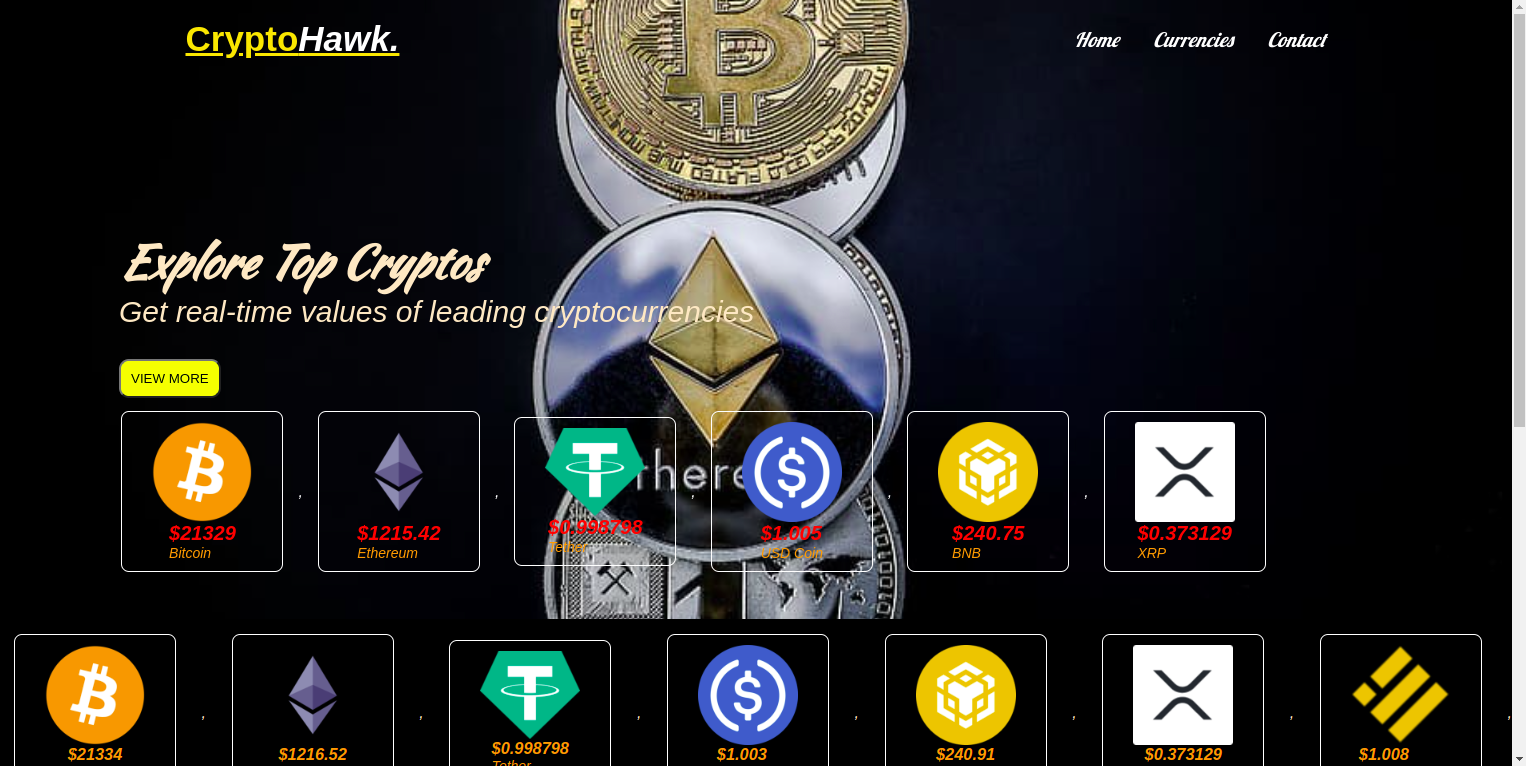 CryptoHawk.
Home Currencies Contact
Explore Top Cryptos
Get real-time values of leading cryptocurrencies
VIEW MORE
$21329
Bitcoin
,
$1215.42
Ethereum
,
$0.998798
Tether
,
$1.005
USD Coin
,
$240.75
BNB
,
$0.373129
XRP
$21334
,
$1216.52
,
$0.998798
Tether
,
$1.003
,
$240.91
,
$0.373129
,
$1.008
,